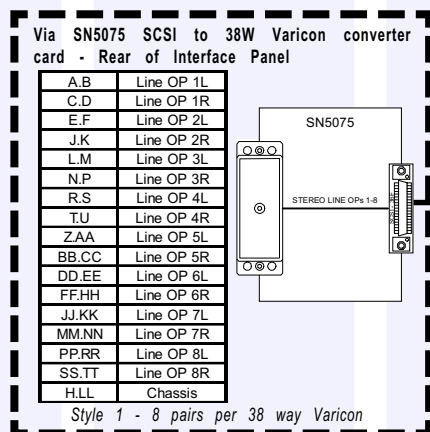 Via SN5075 SCSI to 38W Varicon converter
card - Rear of Interface Panel
A.B Line OP 1L
C.D Line OP 1R
E.F Line OP 2L
J.K Line OP 2R
L.M Line OP 3L
N.P Line OP 3R
R.S Line OP 4L
T.U Line OP 4R
Z.AA Line OP 5L
BB.CC Line OP 5R
DD.EE Line OP 6L
FF.HH Line OP 6R
JJ.KK Line OP 7L
MM.NN Line OP 7R
PP.RR Line OP 8L
SS.TT Line OP 8R
H.LL Chassis
SN5075
STEREO LINE OPs 1-8
Style 1 - 8 pairs per 38 way Varicon